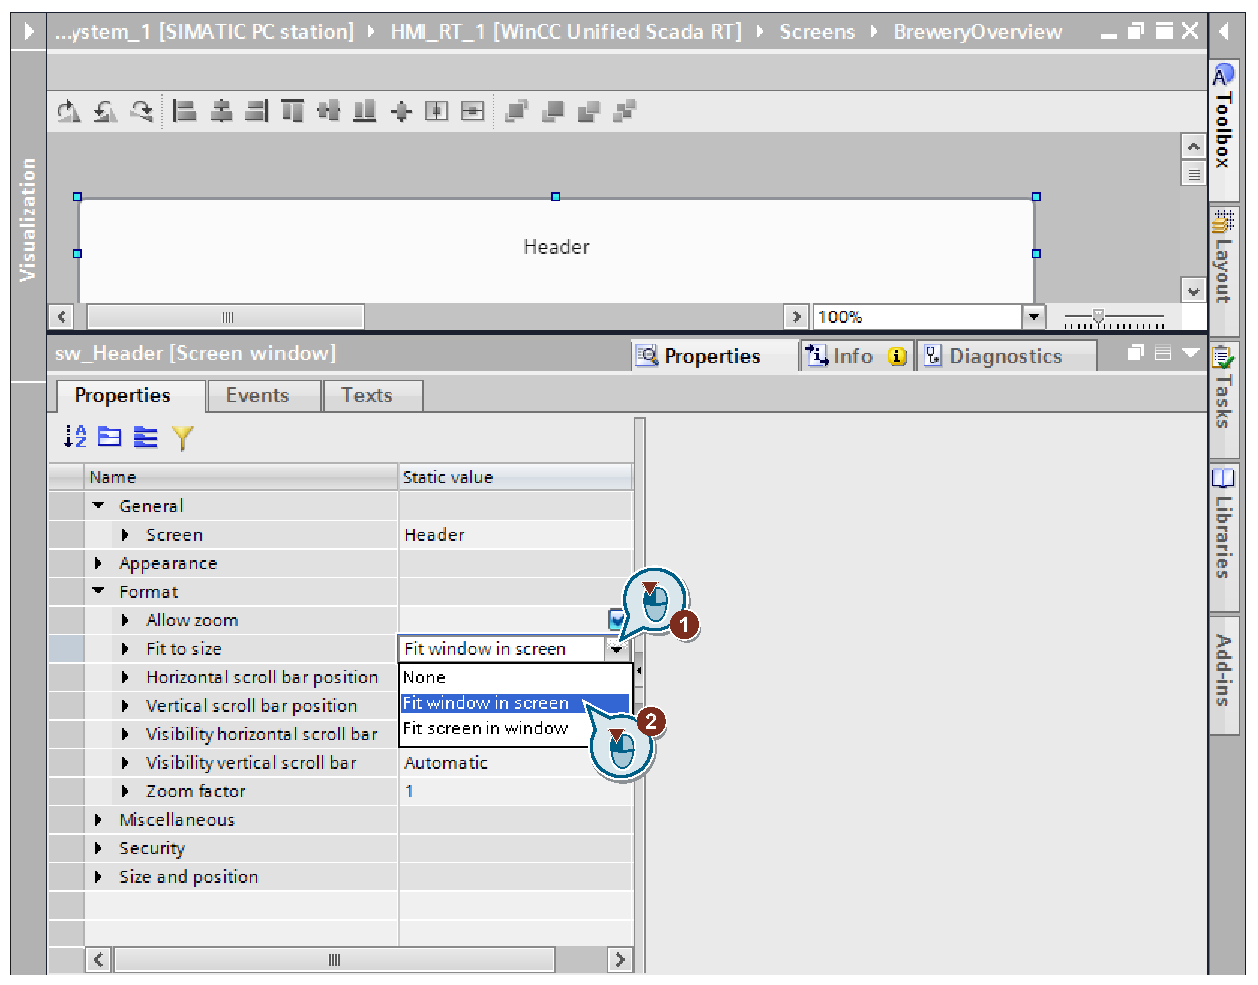 ...ystem_1 [SIMATIC PC station] HMI_RT_1 [WinCC Unified Scada RT] Screens BreweryOverview
Visualization
Header
100%
sw_Header [Screen window]
Properties
Info
Diagnostics
Properties
Events
Texts
Name Static value
General
Screen Header
Appearance
Format
Allow zoom
1
Fit to size Fit window in screen
None
Fit window in screen
Fit screen in window
2
Horizontal scroll bar position
Vertical scroll bar position
Visibility horizontal scroll bar
Visibility vertical scroll bar Automatic
Zoom factor 1
Miscellaneous
Security
Size and position
Toolbox
Layout
Tasks
Libraries
Add-ins